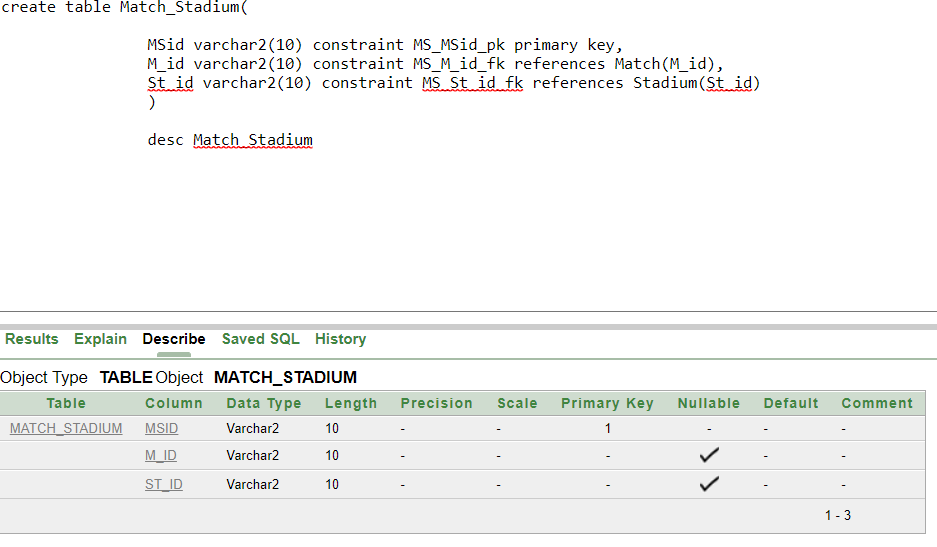 create table Match_Stadium(
MSid varchar2(10) constraint MS_MSid_pk primary key,
M_id varchar2(10) constraint MS_M_id_fk references Match(M_id),
St_id varchar2(10) constraint MS_St_id_fk references Stadium(St_id)
)
desc Match_Stadium
Results Explain Describe Saved SQL History
Object Type TABLE Object MATCH_STADIUM
Table Column Data Type Length Precision Scale Primary Key Nullable Default Comment
MATCH_STADIUM MSID Varchar2 10 - - 1 - - -
M_ID Varchar2 10 - - - ✓ - -
ST_ID Varchar2 10 - - - ✓ - -
1 - 3